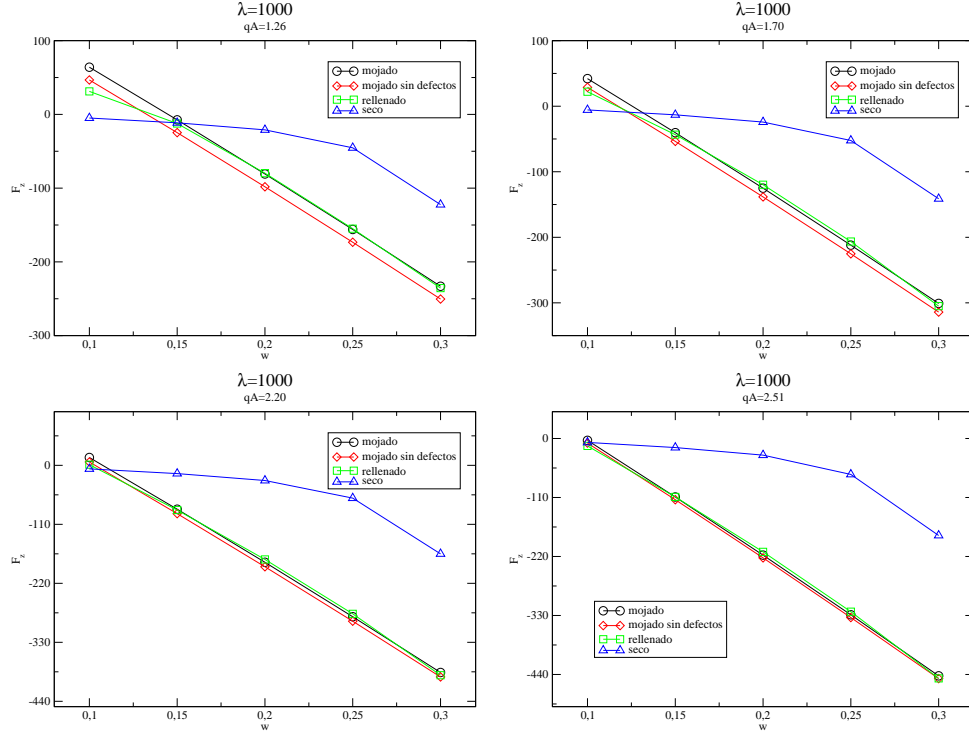 λ=1000
qA=1.26
100
0
-100
-200
-300
F_z
0,1
0,15
0,2
0,25
0,3
w
mojado
mojado sin defectos
rellenado
seco
λ=1000
qA=1.70
100
0
-100
-200
-300
F_z
0,1
0,15
0,2
0,25
0,3
w
mojado
mojado sin defectos
rellenado
seco
λ=1000
qA=2.20
0
-110
-220
-330
-440
F_z
0,1
0,15
0,2
0,25
0,3
w
mojado
mojado sin defectos
rellenado
seco
λ=1000
qA=2.51
0
-110
-220
-330
-440
F_z
0,1
0,15
0,2
0,25
0,3
w
mojado
mojado sin defectos
rellenado
seco